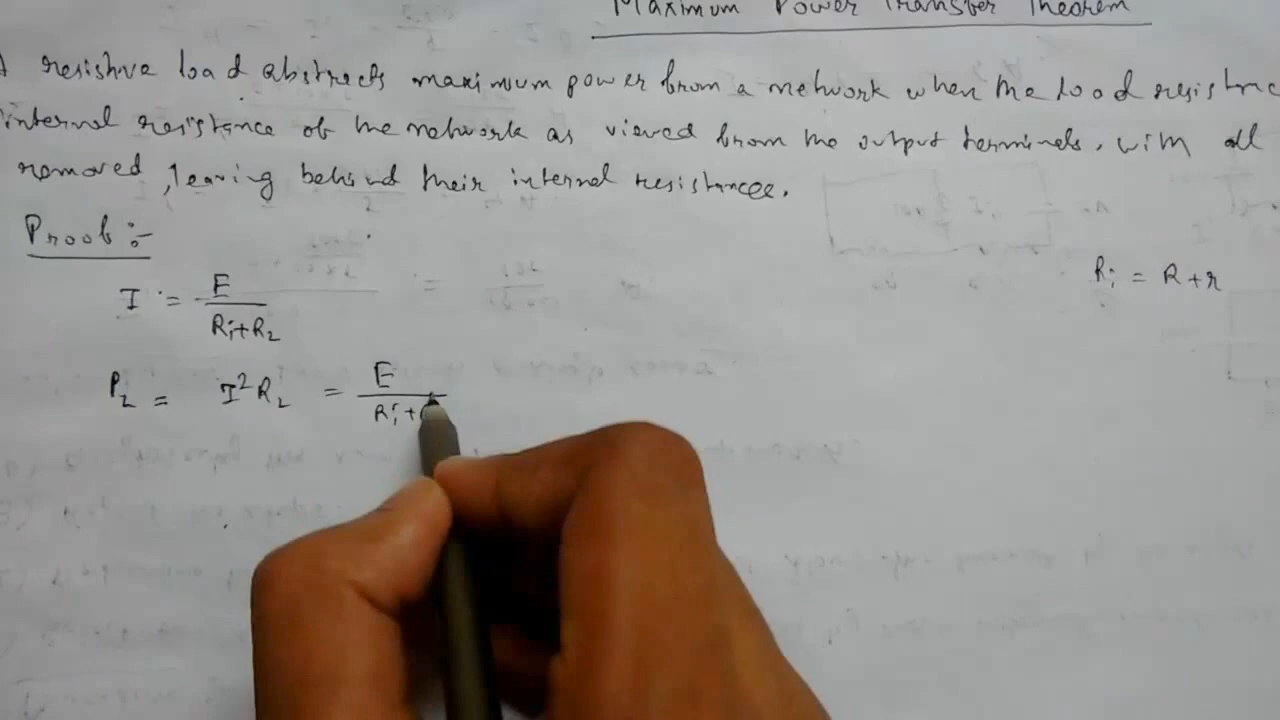 Maximum Power Transfer Theorem
A resistive load abstracts maximum power from a network when the load resistanc
internal resistance of the network as viewed from the output terminals, with all
removed, leaving behind their internal resistances.
Proof :-
Ri = R + r
I = E / Ri + RL
PL = I²RL = E / Ri +